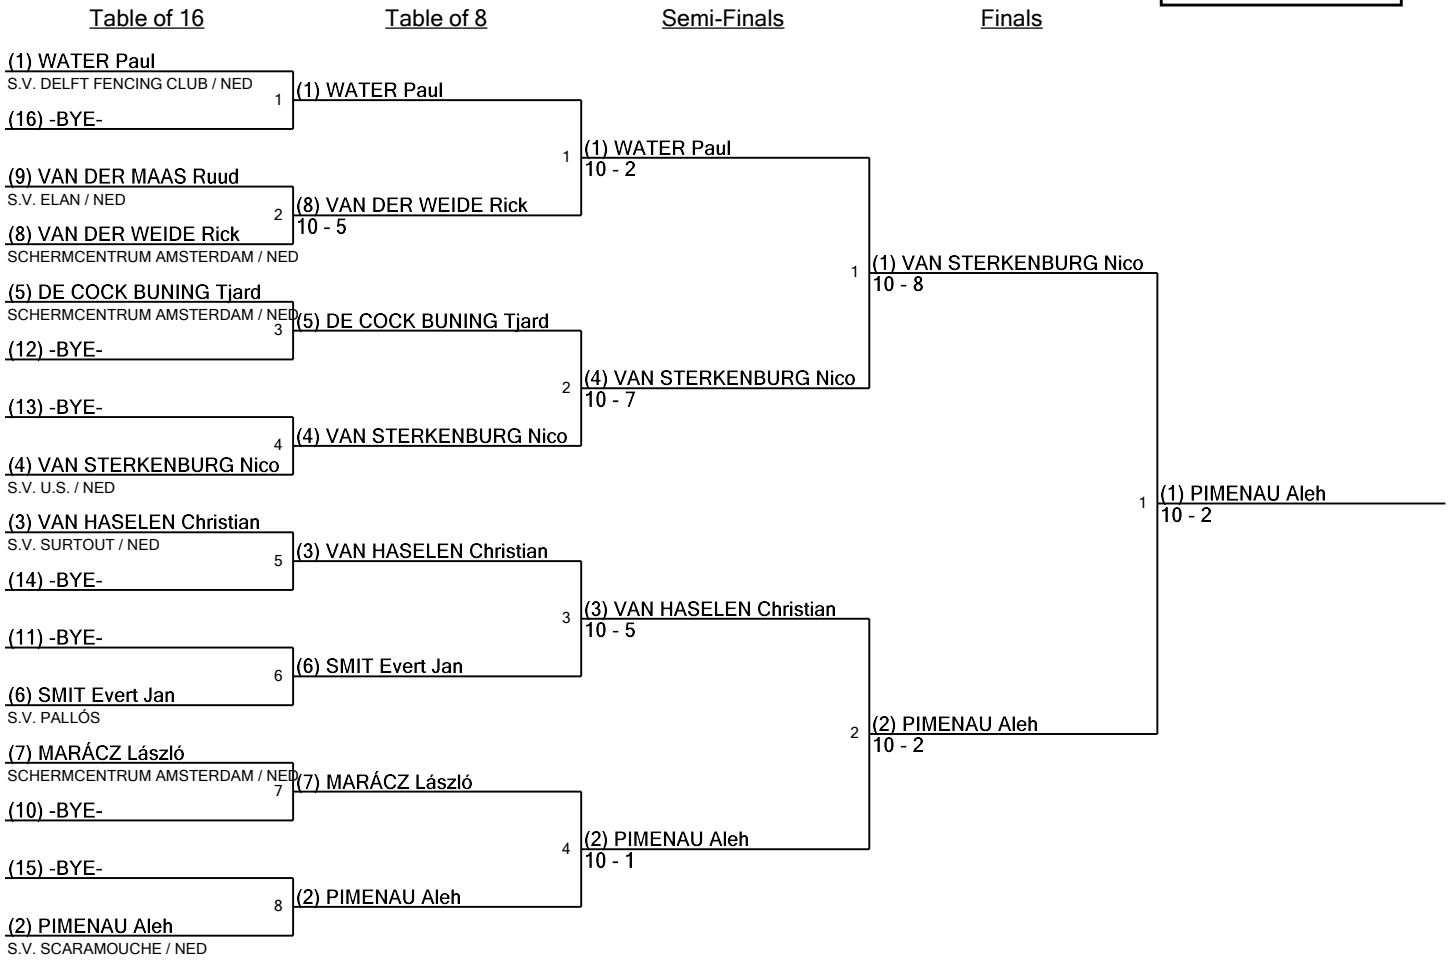 Table of 16 Table of 8 Semi-Finals Finals
(1) WATER Paul
S.V. DELFT FENCING CLUB / NED
1
(16) -BYE-
(9) VAN DER MAAS Ruud
S.V. ELAN / NED
2
(8) VAN DER WEIDE Rick
SCHERMCENTRUM AMSTERDAM / NED
(5) DE COCK BUNING Tjard
SCHERMCENTRUM AMSTERDAM / NED
3
(12) -BYE-
(13) -BYE-
4
(4) VAN STERKENBURG Nico
S.V. U.S. / NED
(3) VAN HASELEN Christian
S.V. SURTOUT / NED
5
(14) -BYE-
(11) -BYE-
6
(6) SMIT Evert Jan
S.V. PALLÓS
(7) MARÁCZ László
SCHERMCENTRUM AMSTERDAM / NED
7
(10) -BYE-
(15) -BYE-
8
(2) PIMENAU Aleh
S.V. SCARAMOUCHE / NED
(1) WATER Paul
1
(8) VAN DER WEIDE Rick
10 - 5
(5) DE COCK BUNING Tjard
2
(4) VAN STERKENBURG Nico
(3) VAN HASELEN Christian
3
(6) SMIT Evert Jan
(7) MARÁCZ László
4
(2) PIMENAU Aleh
(1) WATER Paul
10 - 2
1
(4) VAN STERKENBURG Nico
10 - 7
(3) VAN HASELEN Christian
10 - 5
2
(2) PIMENAU Aleh
10 - 1
(1) VAN STERKENBURG Nico
10 - 8
1
(2) PIMENAU Aleh
10 - 2
(1) PIMENAU Aleh
10 - 2